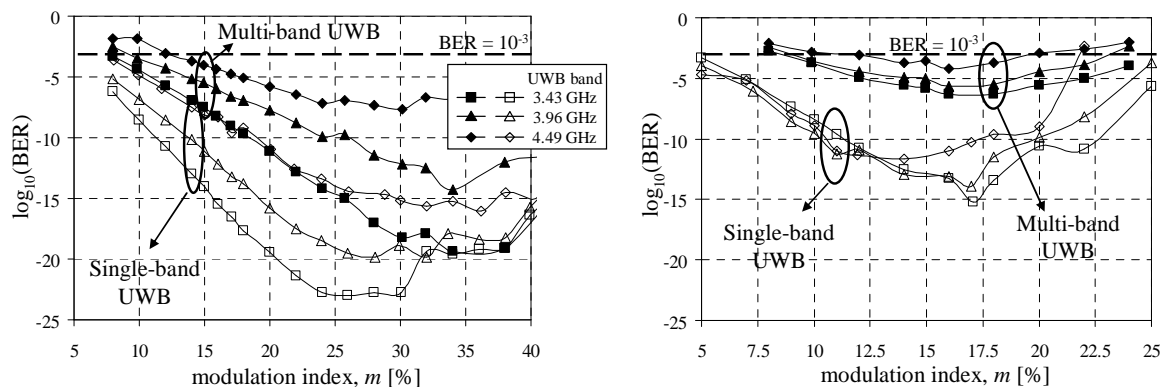 0
-5
-10
-15
-20
-25
log10(BER)
Multi-band UWB
BER = 10-3
UWB band
3.43 GHz
3.96 GHz
4.49 GHz
Single-band
UWB
5
10
15
20
25
30
35
40
modulation index, m [%]
0
-5
-10
-15
-20
-25
log10(BER)
BER = 10-3
Single-band
UWB
Multi-band
UWB
5
7.5
10
12.5
15
17.5
20
22.5
25
modulation index, m [%]